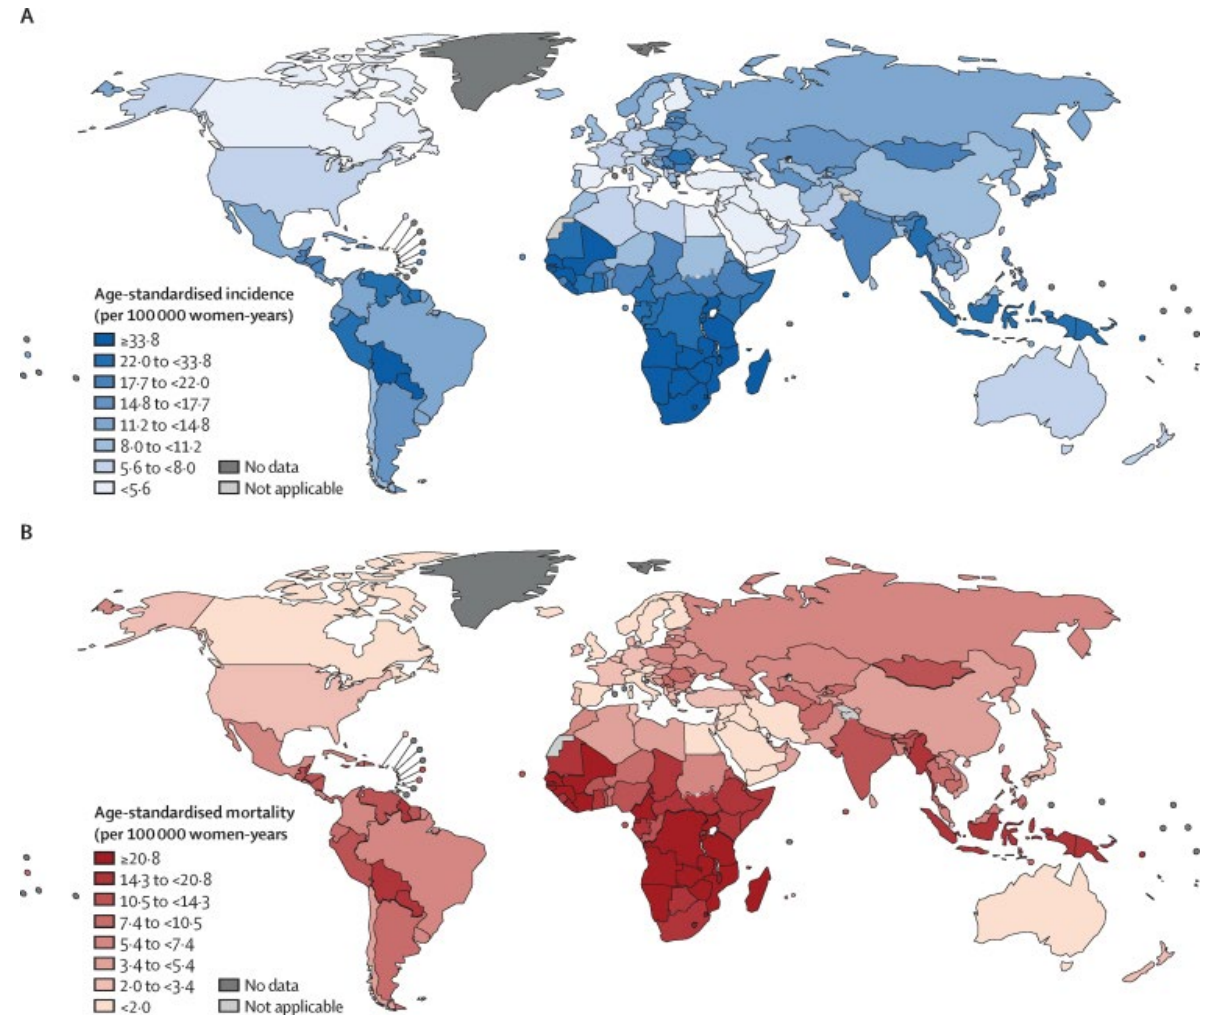 A
Age-standardised incidence
(per 100 000 women-years)
≥33·8
22·0 to <33·8
17·7 to <22·0
14·8 to <17·7
11·2 to <14·8
8·0 to <11·2
5·6 to <8·0
<5·6
No data
Not applicable
B
Age-standardised mortality
(per 100 000 women-years
≥20·8
14·3 to <20·8
10·5 to <14·3
7·4 to <10·5
5·4 to <7·4
3·4 to <5·4
2·0 to <3·4
<2·0
No data
Not applicable